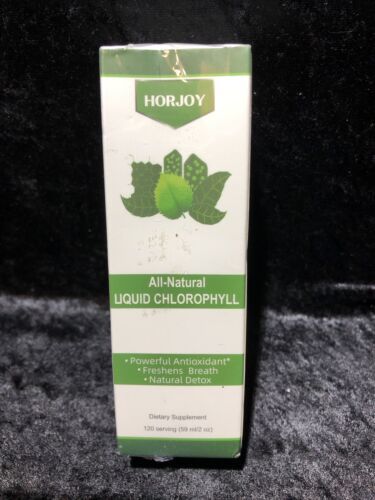 HORJOY
All-Natural
LIQUID CHLOROPHYLL
• Powerful Antioxidant*
• Freshens Breath
• Natural Detox
Dietary Supplement
120 serving (59 ml/2 oz)